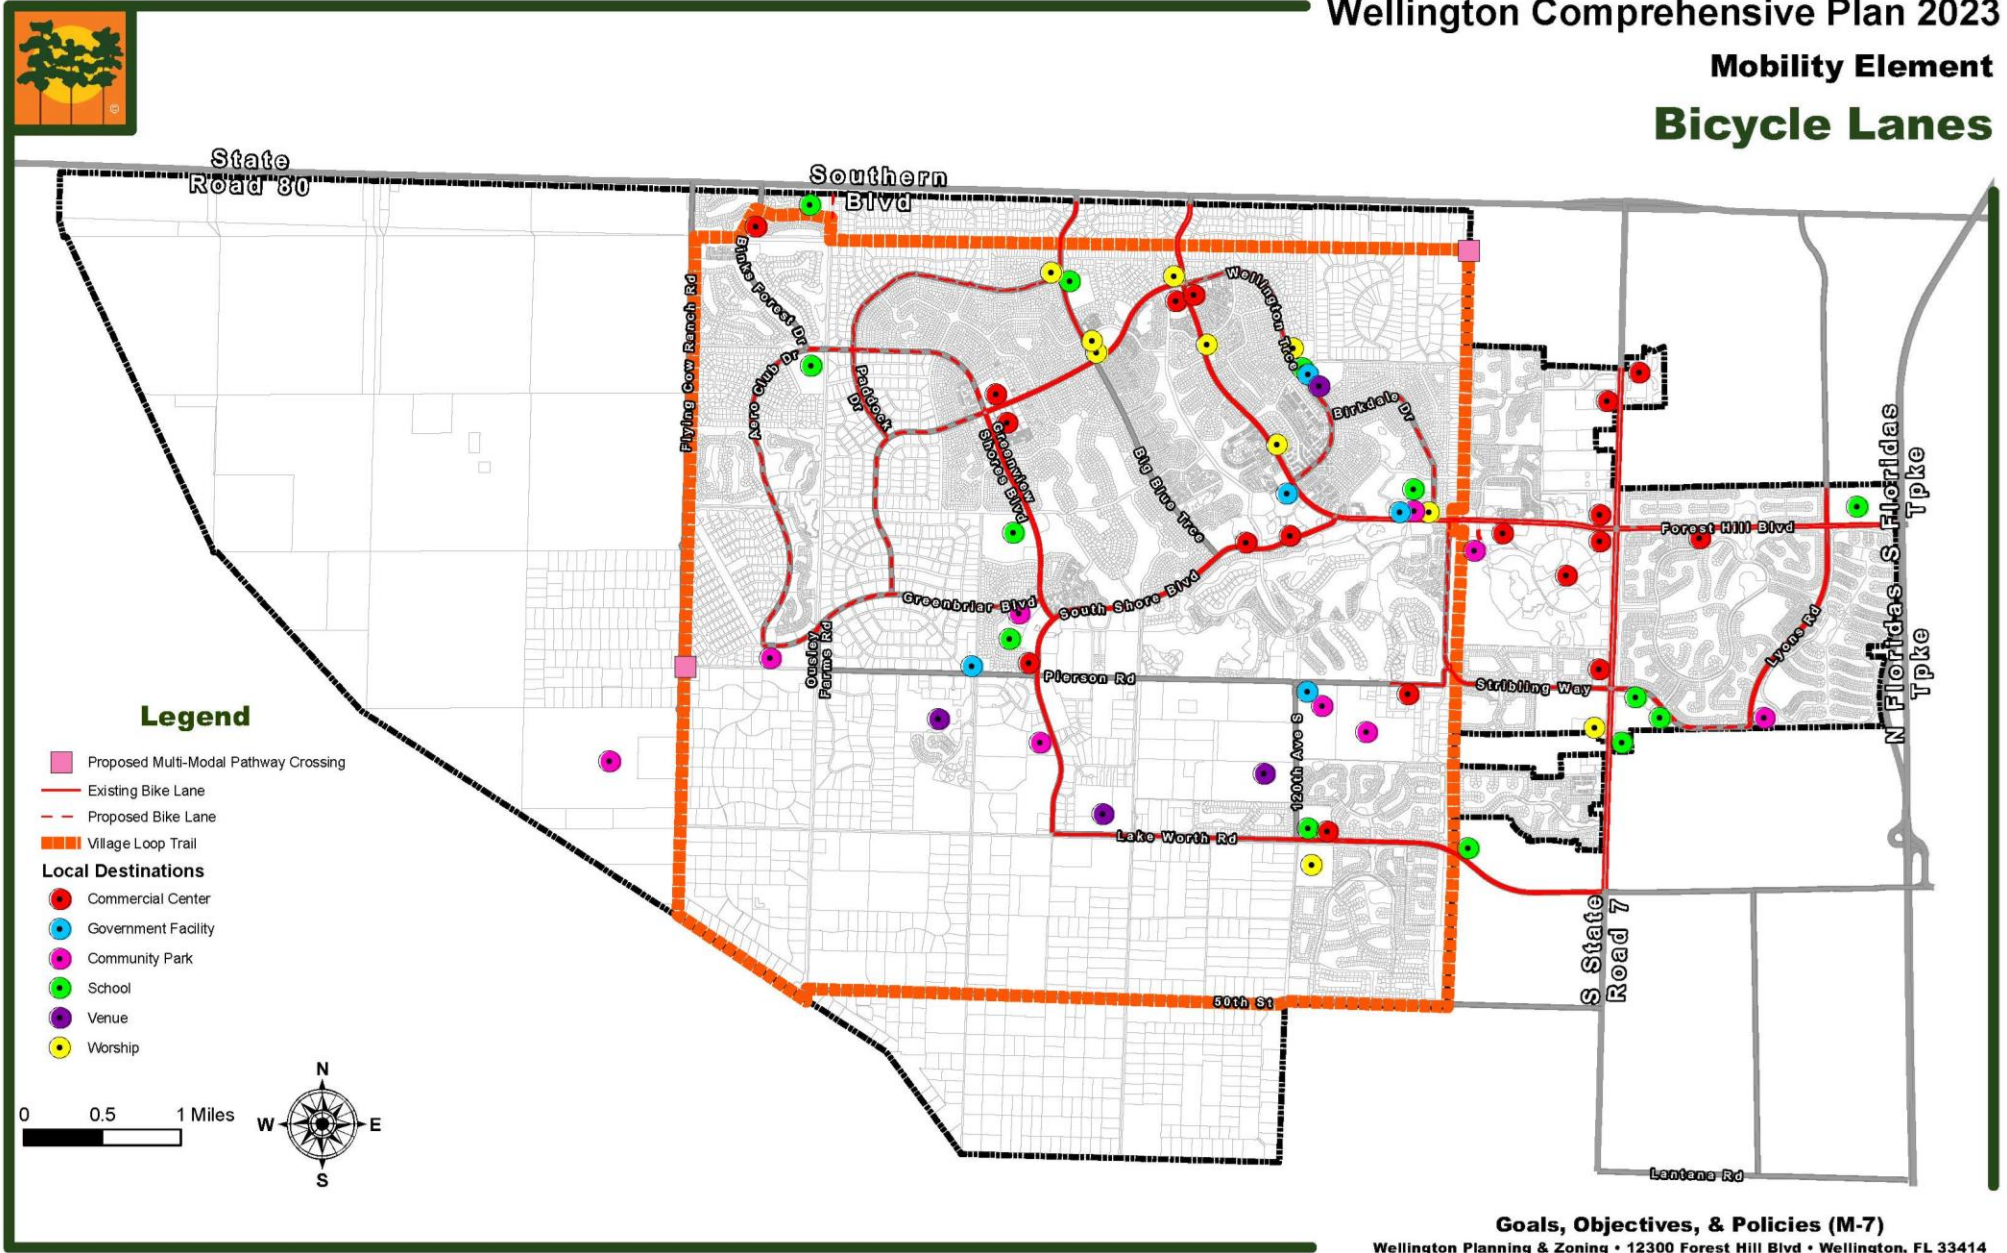 Wellington Comprehensive Plan 2023
Mobility Element
Bicycle Lanes
©
State
Road 80
Southern
Blvd
Binks Forest Dr
Flying Cow Ranch Rd
Aero Club Dr
Paddock
Dr
Greenview
Shores Blvd
Wellington Trce
Birkdale Dr
Big Blue Trce
Forest Hill Blvd
N Floridas S Floridas
Tpke
Tpke
Greenbriar Blvd
South Shore Blvd
Ousley
Farms Rd
Pierson Rd
Stribling Way
Lyons Rd
120th Ave S
Lake Worth Rd
50th St
S State
Road 7
Lantana Rd
Legend
Proposed Multi-Modal Pathway Crossing
Existing Bike Lane
Proposed Bike Lane
Village Loop Trail
Local Destinations
Commercial Center
Government Facility
Community Park
School
Venue
Worship
0 0.5 1 Miles
N
W E
S
Goals, Objectives, & Policies (M-7)
Wellington Planning & Zoning • 12300 Forest Hill Blvd • Wellington, FL 33414